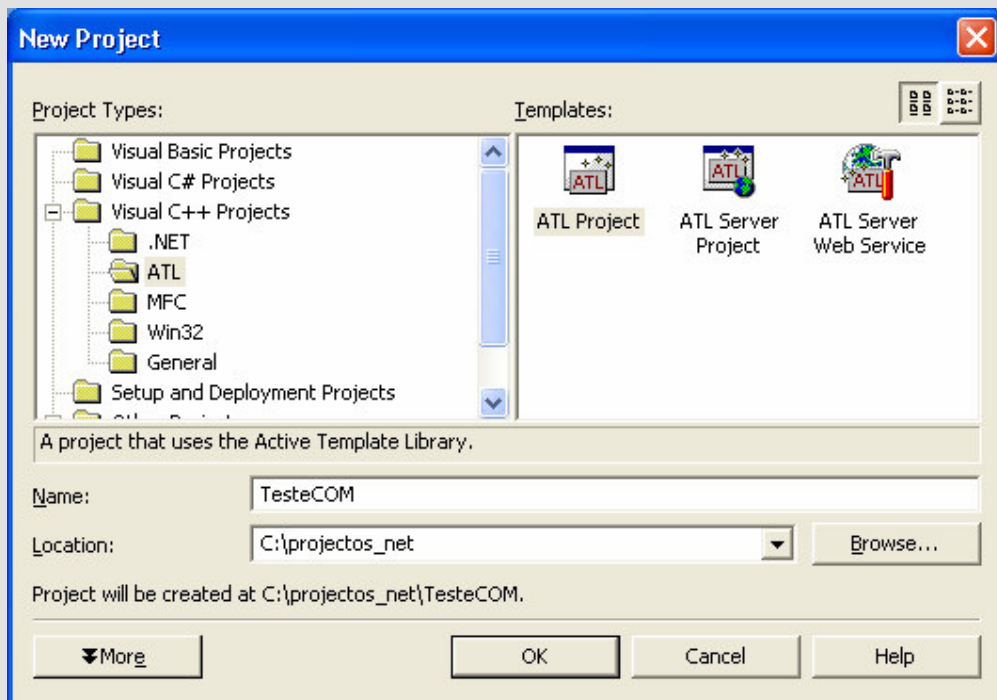 New Project
Project Types:
Templates:
Visual Basic Projects
Visual C# Projects
Visual C++ Projects
.NET
ATL
MFC
Win32
General
Setup and Deployment Projects
ATL Project
ATL Server
Project
ATL Server
Web Service
A project that uses the Active Template Library.
Name:
TesteCOM
Location:
C:\projectos_net
Browse...
Project will be created at C:\projectos_net\TesteCOM.
More
OK
Cancel
Help